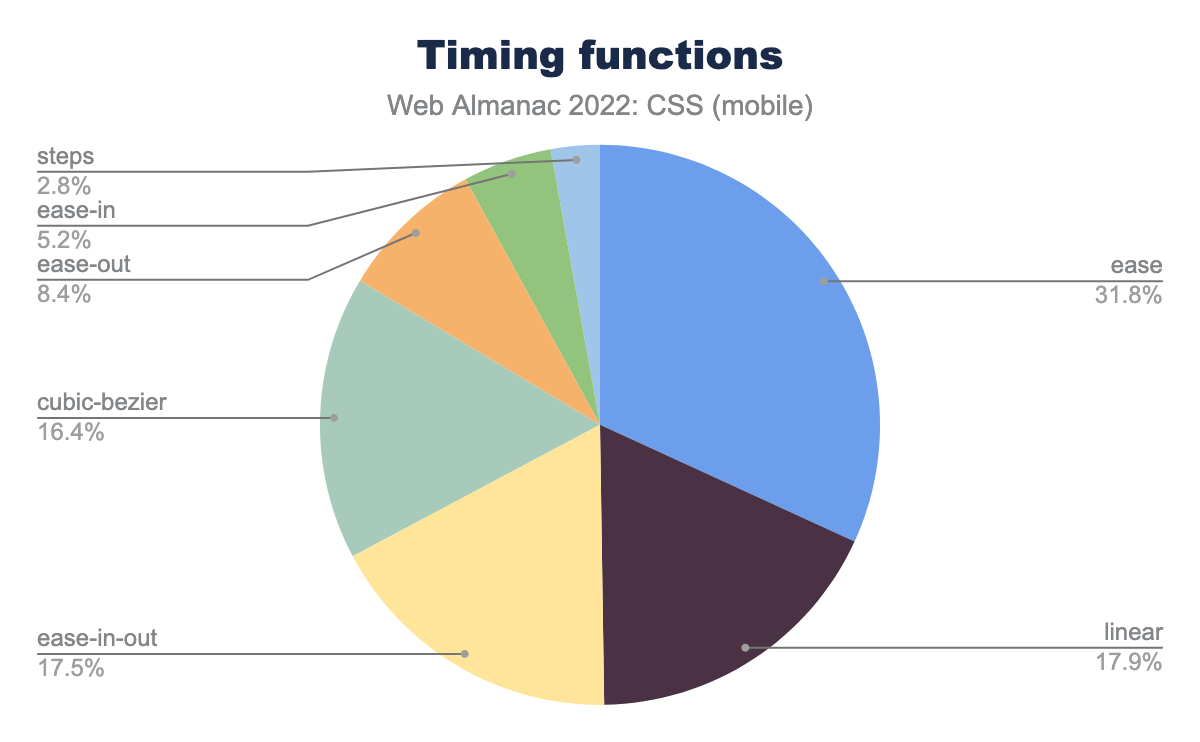 Timing functions
Web Almanac 2022: CSS (mobile)
steps
2.8%
ease-in
5.2%
ease-out
8.4%
cubic-bezier
16.4%
ease-in-out
17.5%
ease
31.8%
linear
17.9%